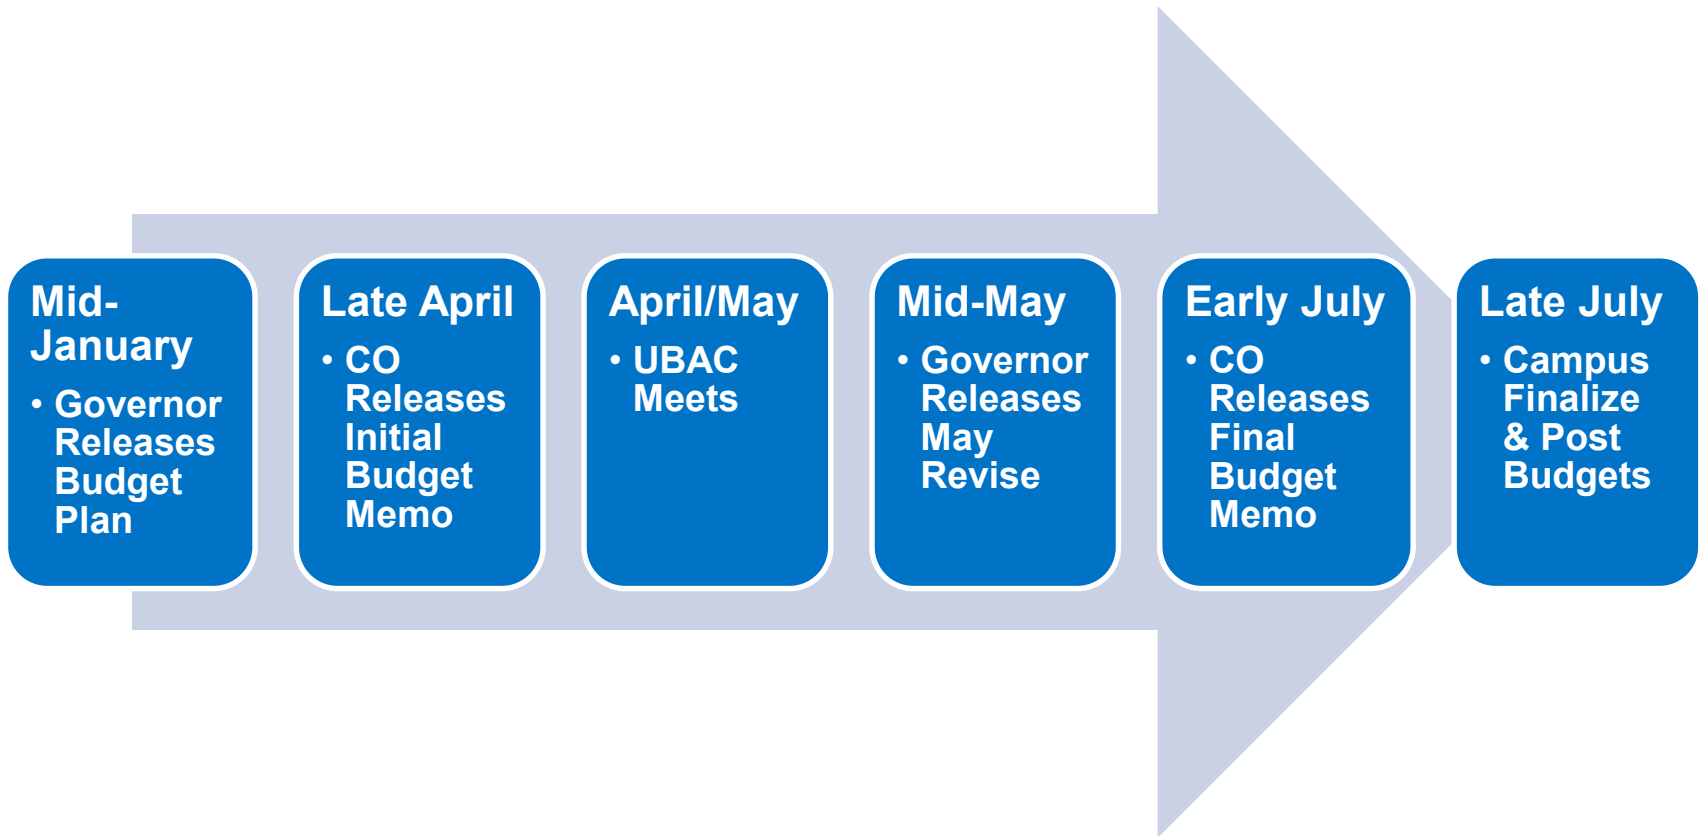 Mid-
January
• Governor
Releases
Budget
Plan
Late April
• CO
Releases
Initial
Budget
Memo
April/May
• UBAC
Meets
Mid-May
• Governor
Releases
May
Revise
Early July
• CO
Releases
Final
Budget
Memo
Late July
• Campus
Finalize
& Post
Budgets